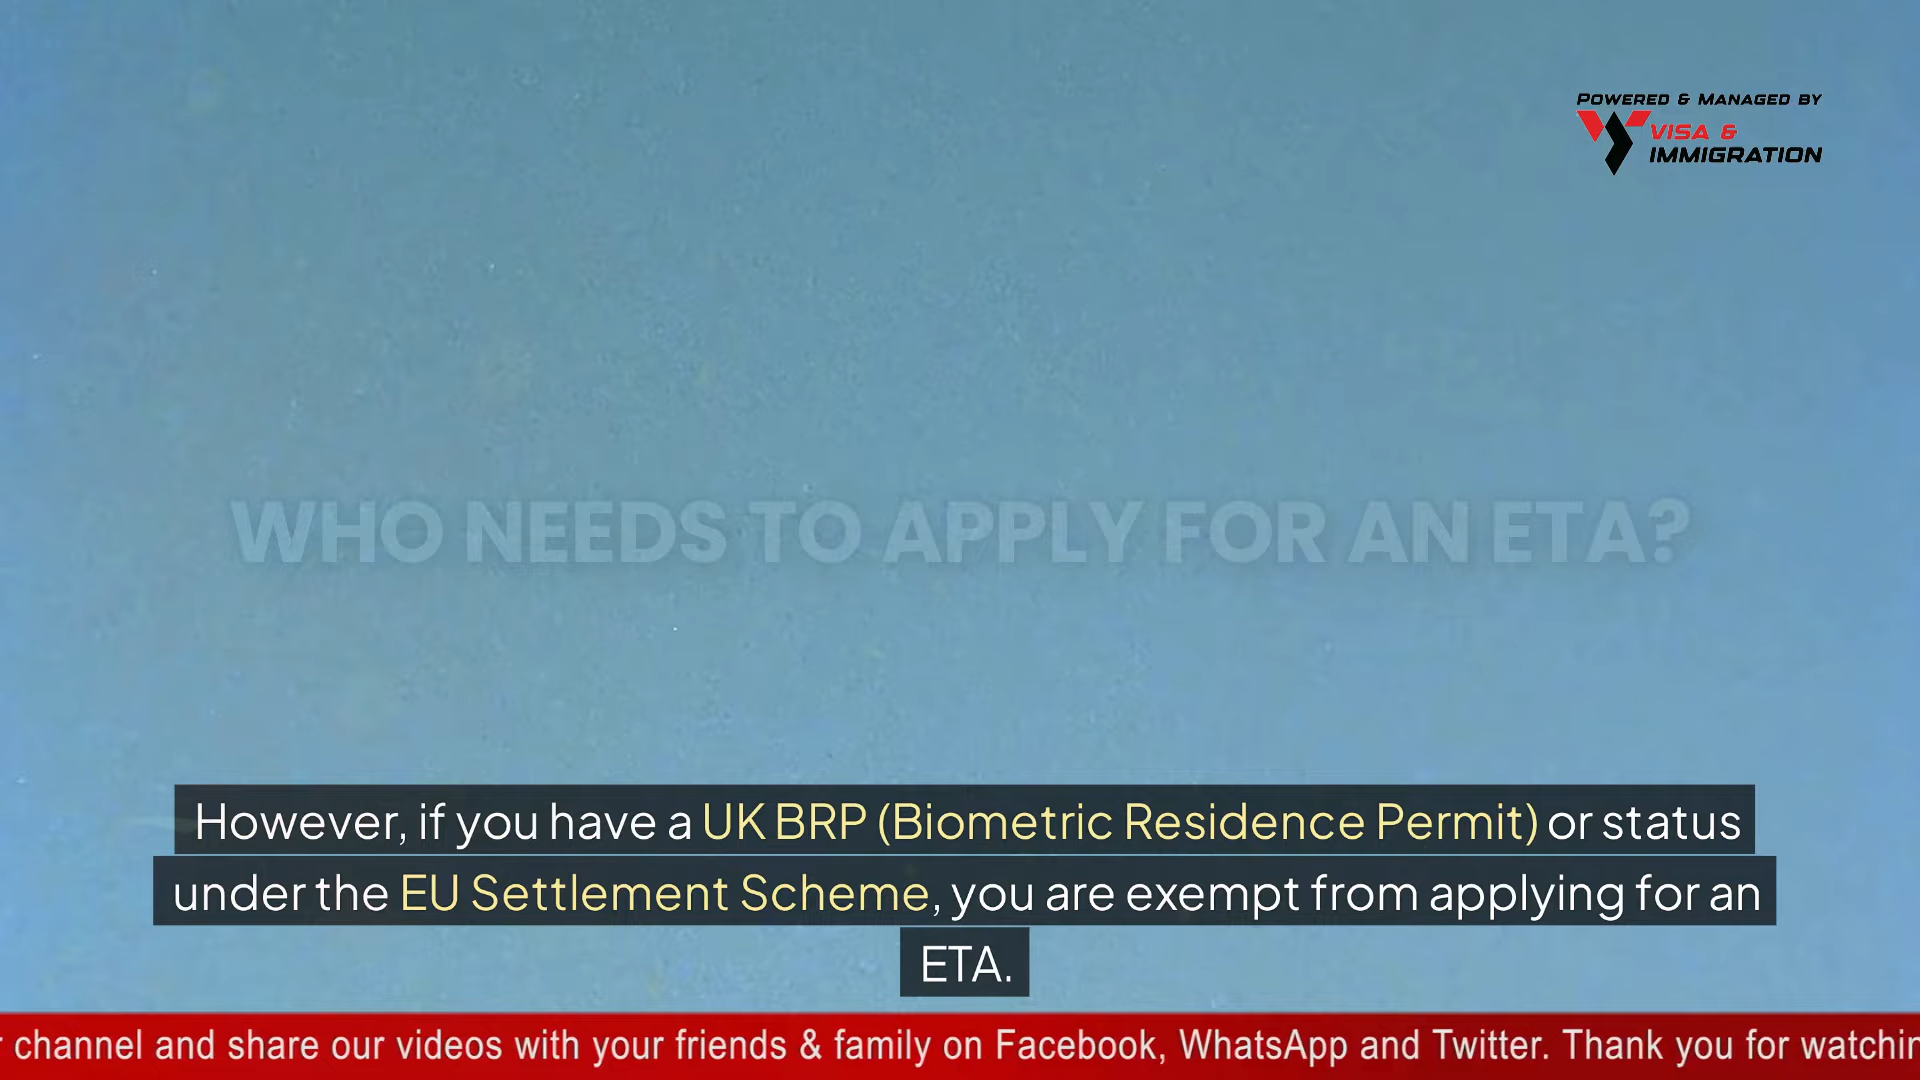 POWERED & MANAGED BY
VISA &
IMMIGRATION
WHO NEEDS TO APPLY FOR AN ETA?
However, if you have a UK BRP (Biometric Residence Permit) or status
under the EU Settlement Scheme, you are exempt from applying for an
ETA.
channel and share our videos with your friends & family on Facebook, WhatsApp and Twitter. Thank you for